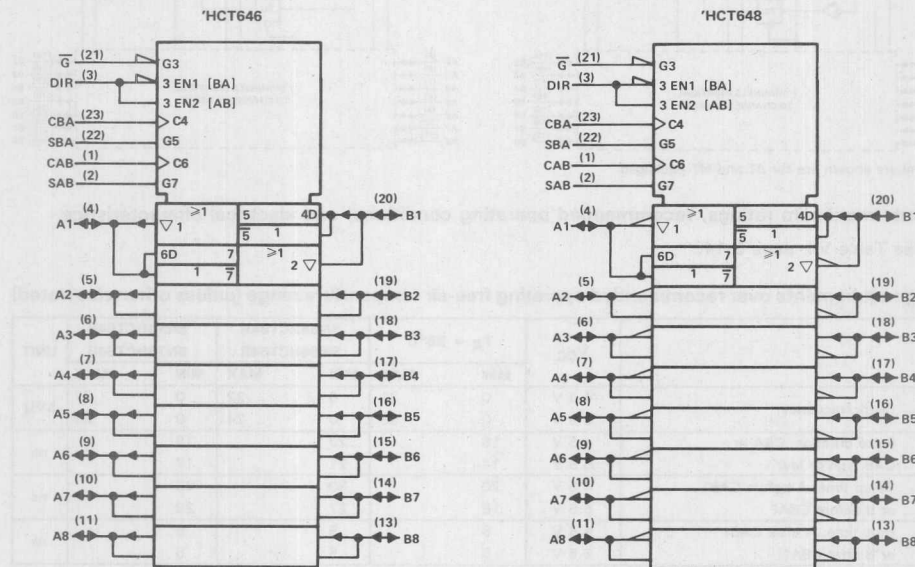 'HCT646
G̅ (21) G3
DIR (3) 3 EN1 [BA]
3 EN2 [AB]
CBA (23) C4
SBA (22) G5
CAB (1) C6
SAB (2) G7
A1 (4) ▽ 1 ≥1 5 5̅ 1 4D (20) B1
6D 1 7 7̅ ≥1 2 ▽
A2 (5) (19) B2
A3 (6) (18) B3
A4 (7) (17) B4
A5 (8) (16) B5
A6 (9) (15) B6
A7 (10) (14) B7
A8 (11) (13) B8
'HCT648
G̅ (21) G3
DIR (3) 3 EN1 [BA]
3 EN2 [AB]
CBA (23) C4
SBA (22) G5
CAB (1) C6
SAB (2) G7
A1 (4) ▽ 1 ≥1 5 5̅ 1 4D (20) B1
6D 1 7 7̅ ≥1 2 ▽
A2 (5) (19) B2
A3 (6) (18) B3
A4 (7) (17) B4
A5 (8) (16) B5
A6 (9) (15) B6
A7 (10) (14) B7
A8 (11) (13) B8